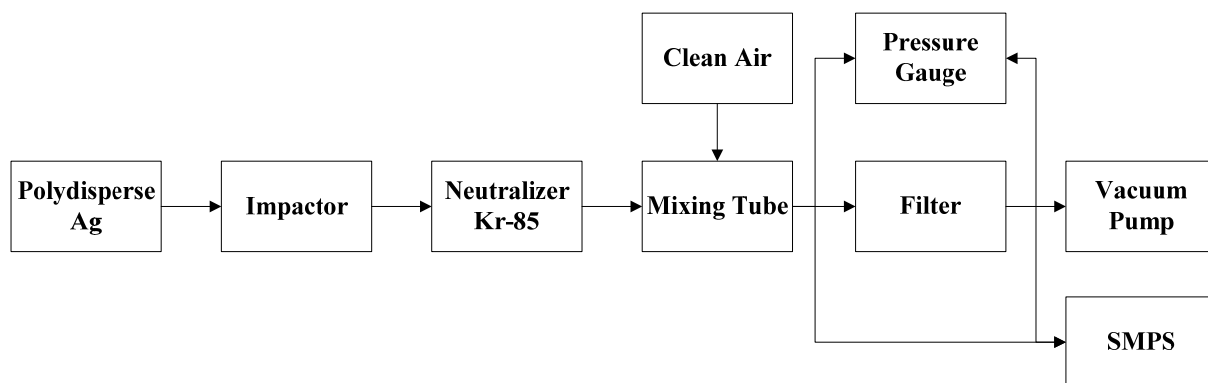 Clean Air
Pressure
Gauge
Polydisperse
Ag
Impactor
Neutralizer
Kr-85
Mixing Tube
Filter
Vacuum
Pump
SMPS